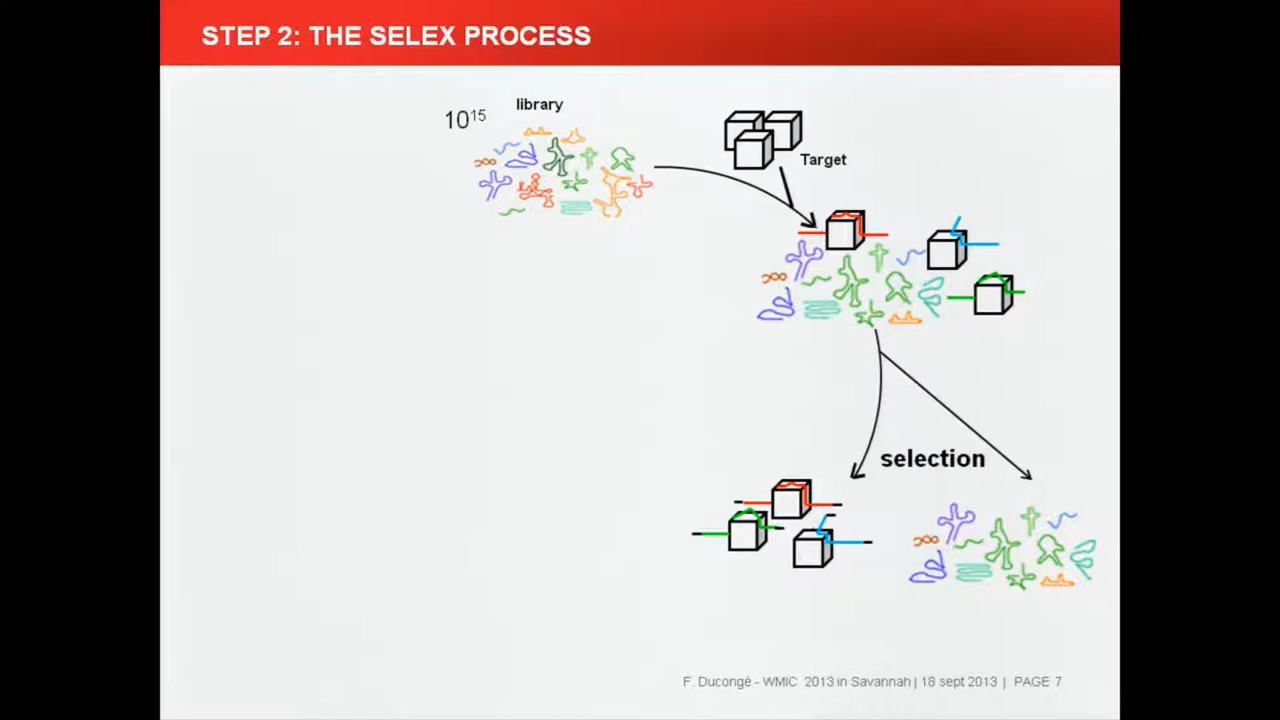 STEP 2: THE SELEX PROCESS
library
10¹⁵
Target
selection
F. Ducongé - WMIC 2013 in Savannah | 18 sept 2013 | PAGE 7